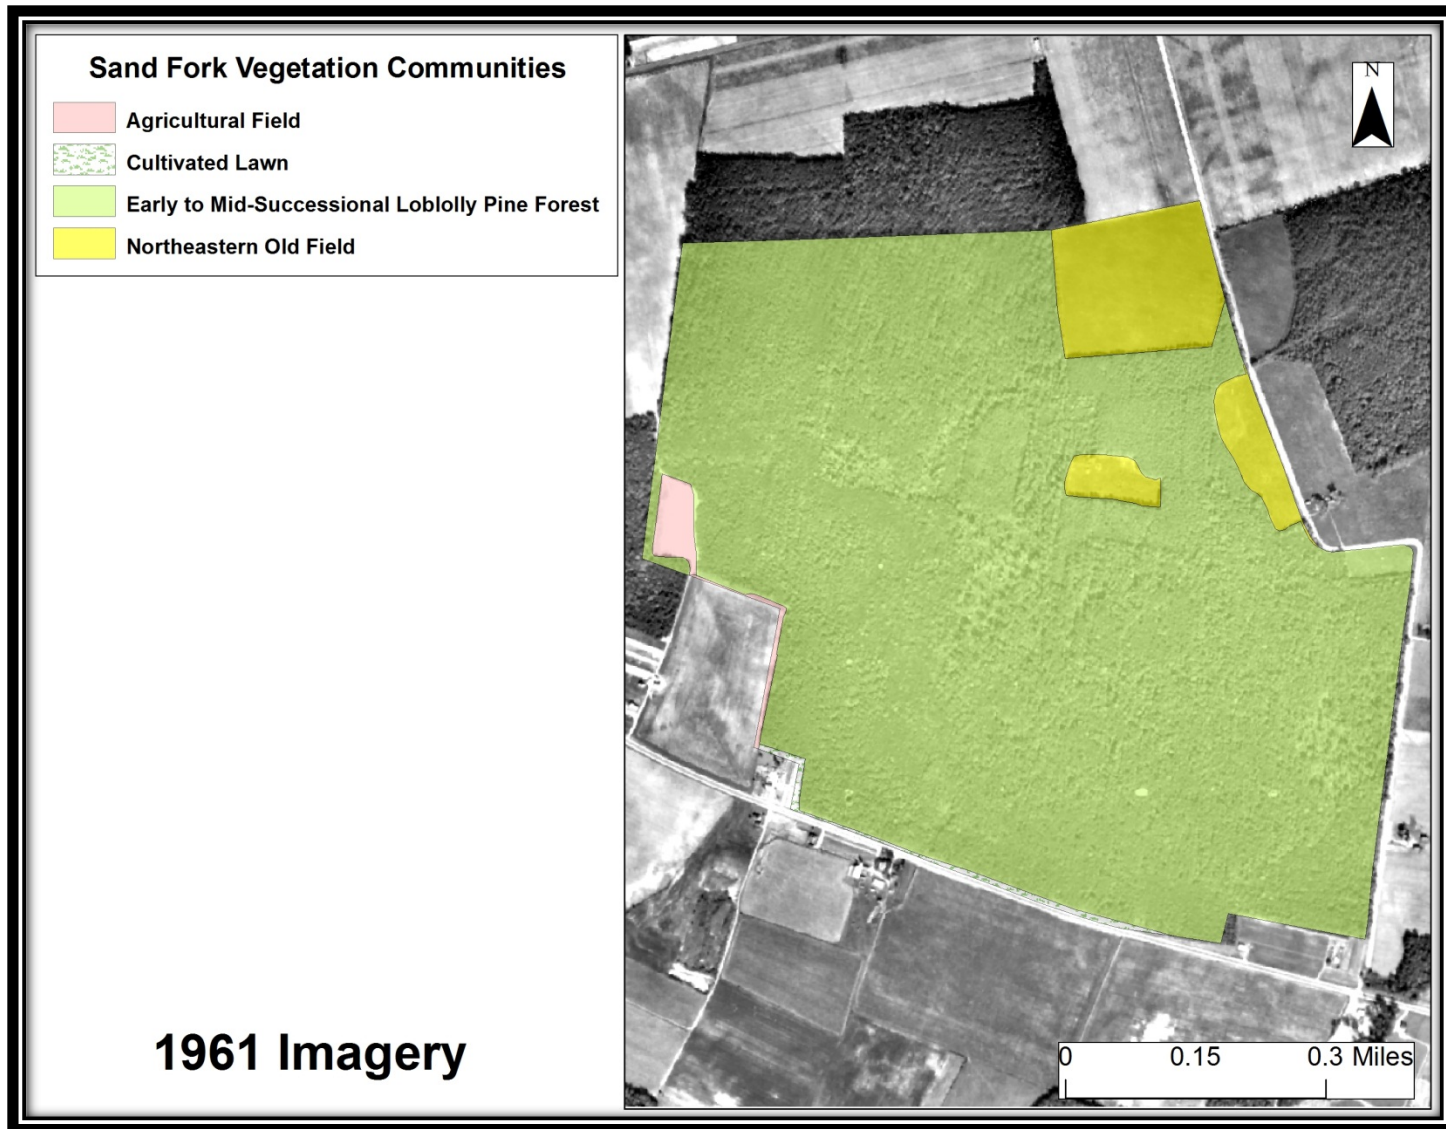 Sand Fork Vegetation Communities
Agricultural Field
Cultivated Lawn
Early to Mid-Successional Loblolly Pine Forest
Northeastern Old Field
N
1961 Imagery
0 0.15 0.3 Miles